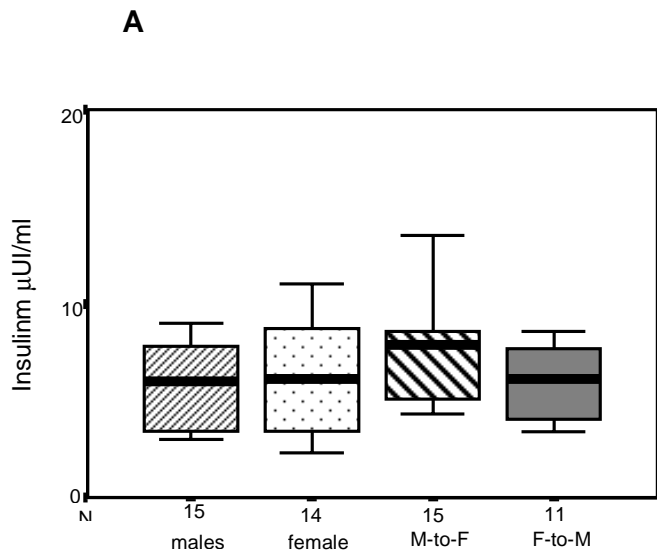 A
20
10
0
Insulinm μUI/ml
N 15 14 15 11
males female M-to-F F-to-M